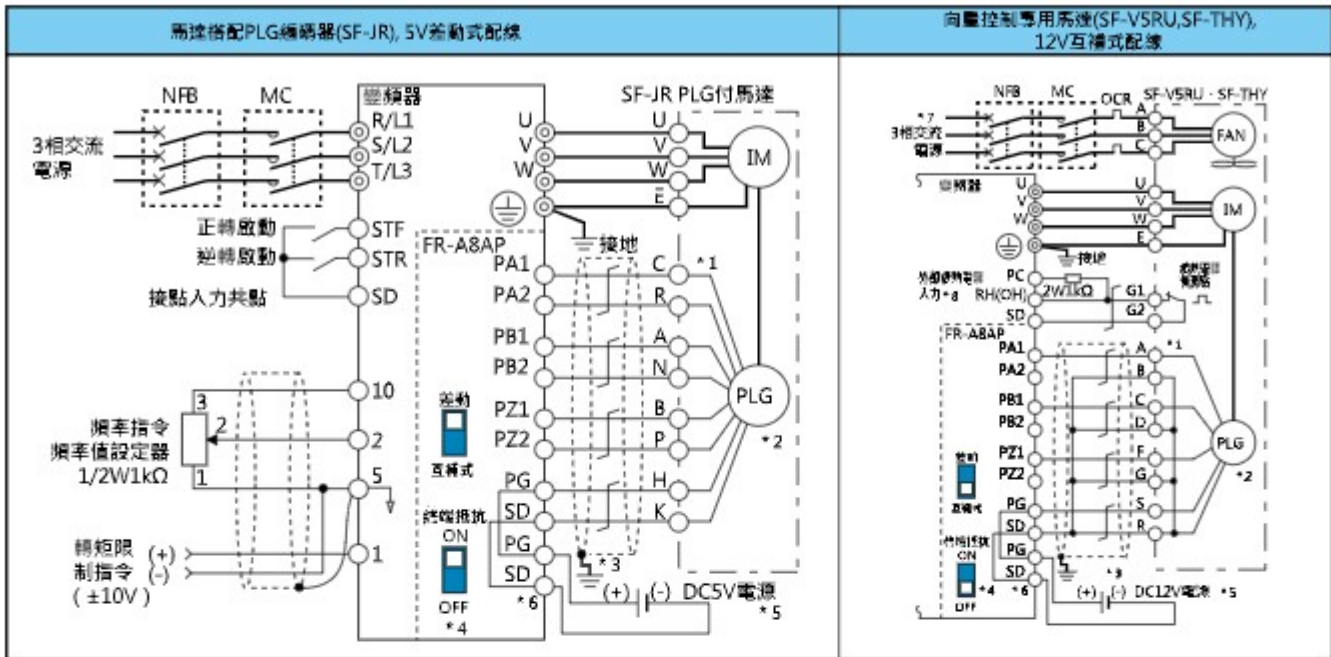 馬達搭配PLG編碼器(SF-JR), 5V差動式配線
NFB
MC
變頻器
3相交流
電源
R/L1
S/L2
T/L3
正轉啟動
STF
逆轉啟動
STR
接點入力共點
SD
3
10
頻率指令
2
2
頻率值設定器
1/2W1kΩ
1
5
轉矩限 (+)
制指令 (-)
(±10V)
1
SF-JR PLG付馬達
U
U
V
V
W
W
E
IM
接地
FR-A8AP
PA1
C
*1
PA2
R
PB1
A
PB2
N
PZ1
B
PZ2
P
PG
H
SD
K
PG
SD
*6
PLG
*2
*3
差動
互補式
終端抵抗
ON
OFF
*4
(+)
(-)
DC5V電源
*5
向量控制專用馬達(SF-V5RU,SF-THY),
12V互補式配線
NFB
MC
OCR
SF-V5RU・SF-THY
*7
3相交流
電源
A
B
C
FAN
變頻器
U
U
V
V
W
W
E
IM
接地
入力*8
PC
2W1kΩ
RH(OH)
G1
SD
G2
FR-A8AP
PA1
A
*1
PA2
B
PB1
C
PB2
D
PZ1
F
PZ2
G
PG
S
SD
R
PG
SD
*6
PLG
*2
*3
差動
互補式
終端抵抗
ON
OFF
*4
(+)
(-)
DC12V電源
*5